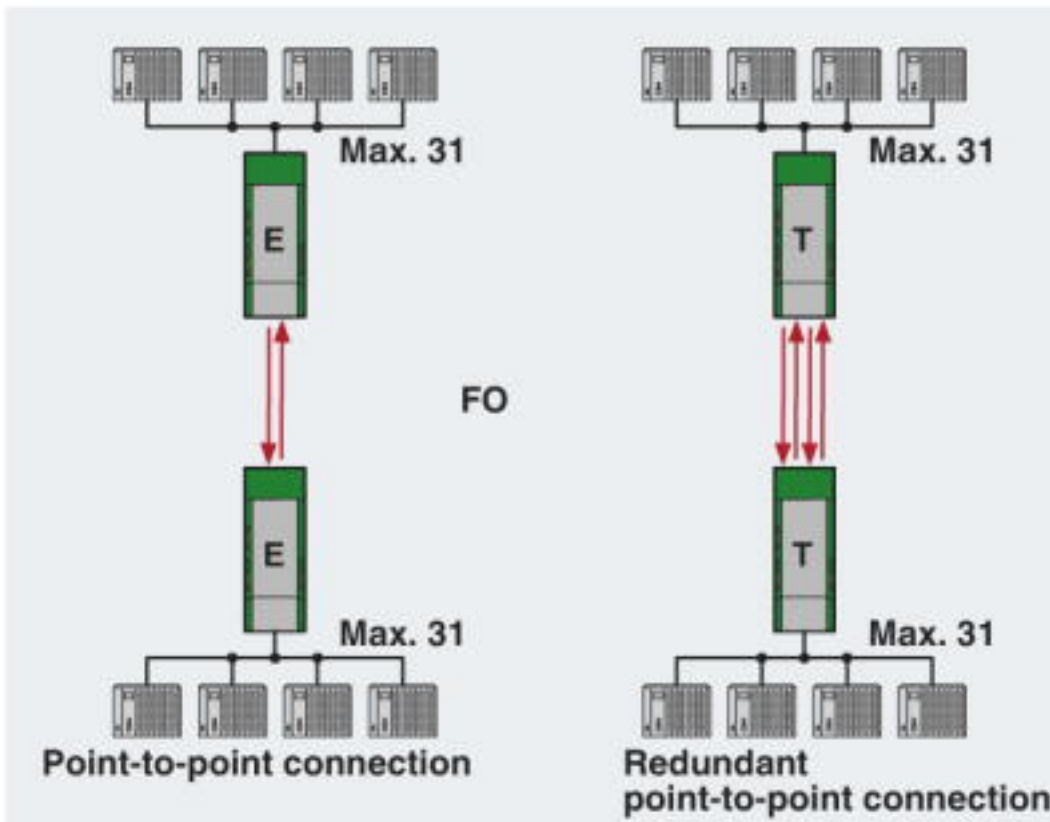 Max. 31
Max. 31
E
T
FO
E
T
Max. 31
Max. 31
Point-to-point connection
Redundant
point-to-point connection